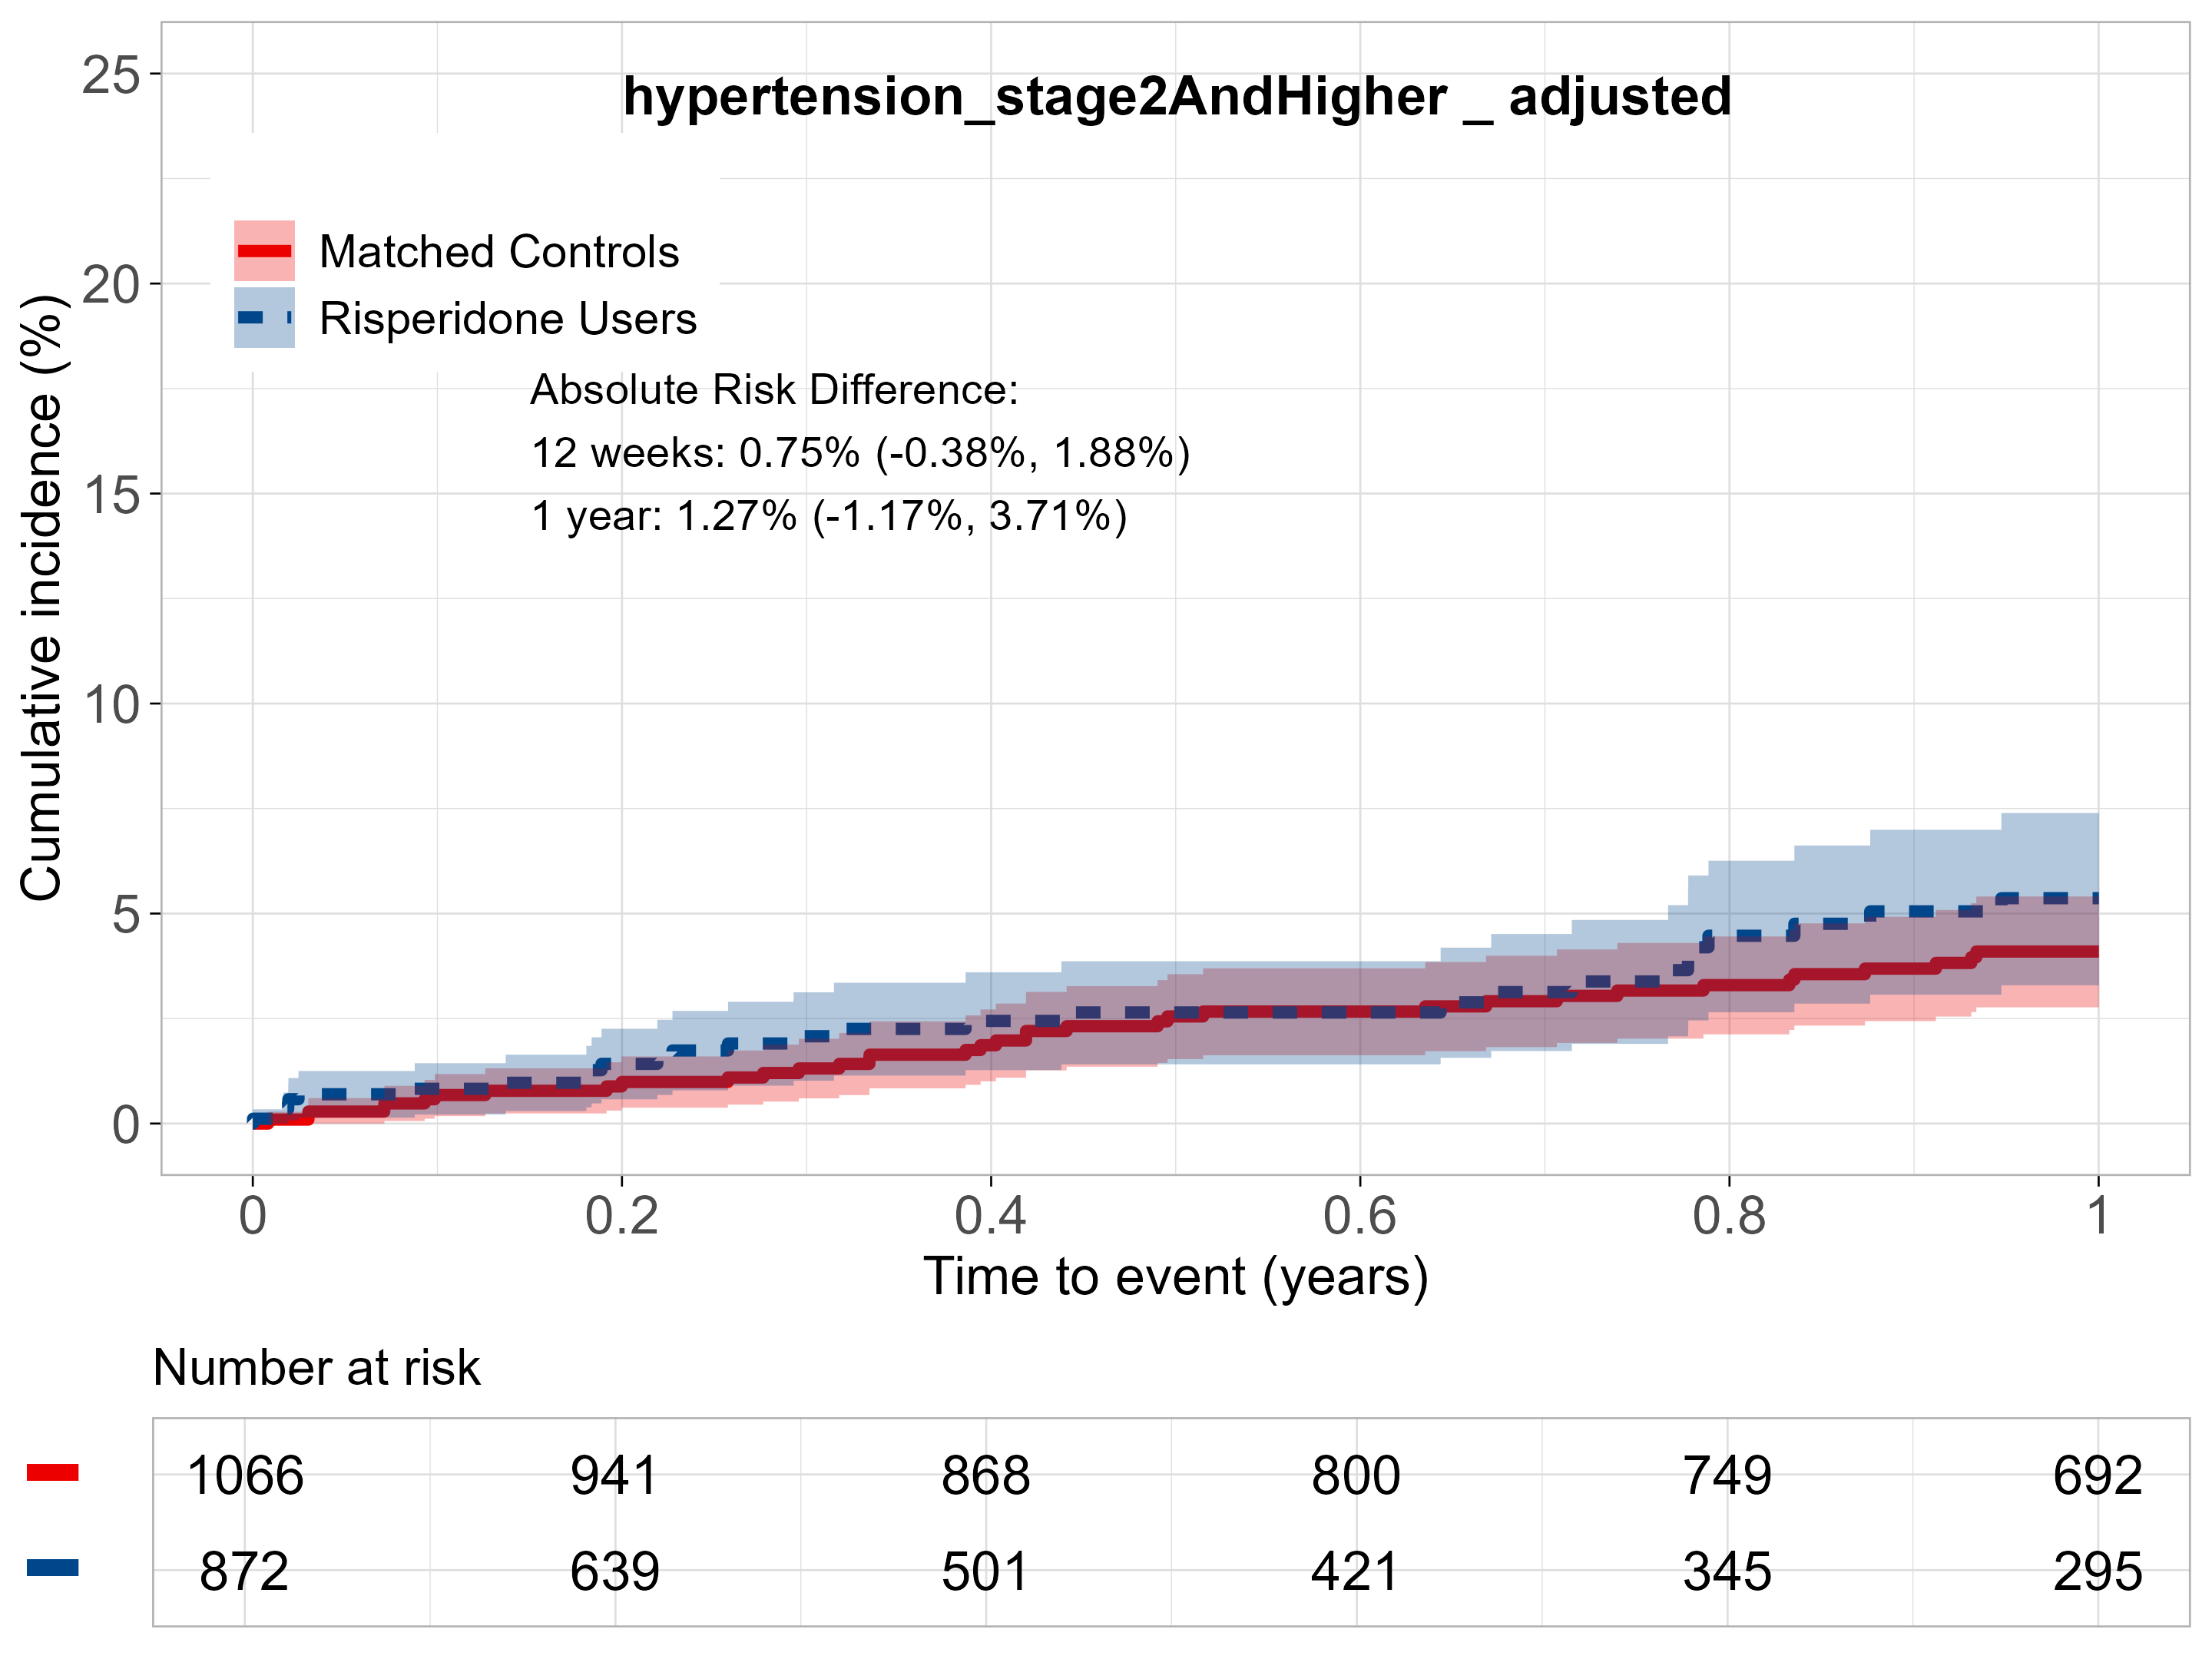 hypertension_stage2AndHigher _ adjusted
Matched Controls
Risperidone Users
Absolute Risk Difference:
12 weeks: 0.75% (-0.38%, 1.88%)
1 year: 1.27% (-1.17%, 3.71%)
Cumulative incidence (%)
25
20
15
10
5
0
0 0.2 0.4 0.6 0.8 1
Time to event (years)
Number at risk
1066 941 868 800 749 692
872 639 501 421 345 295